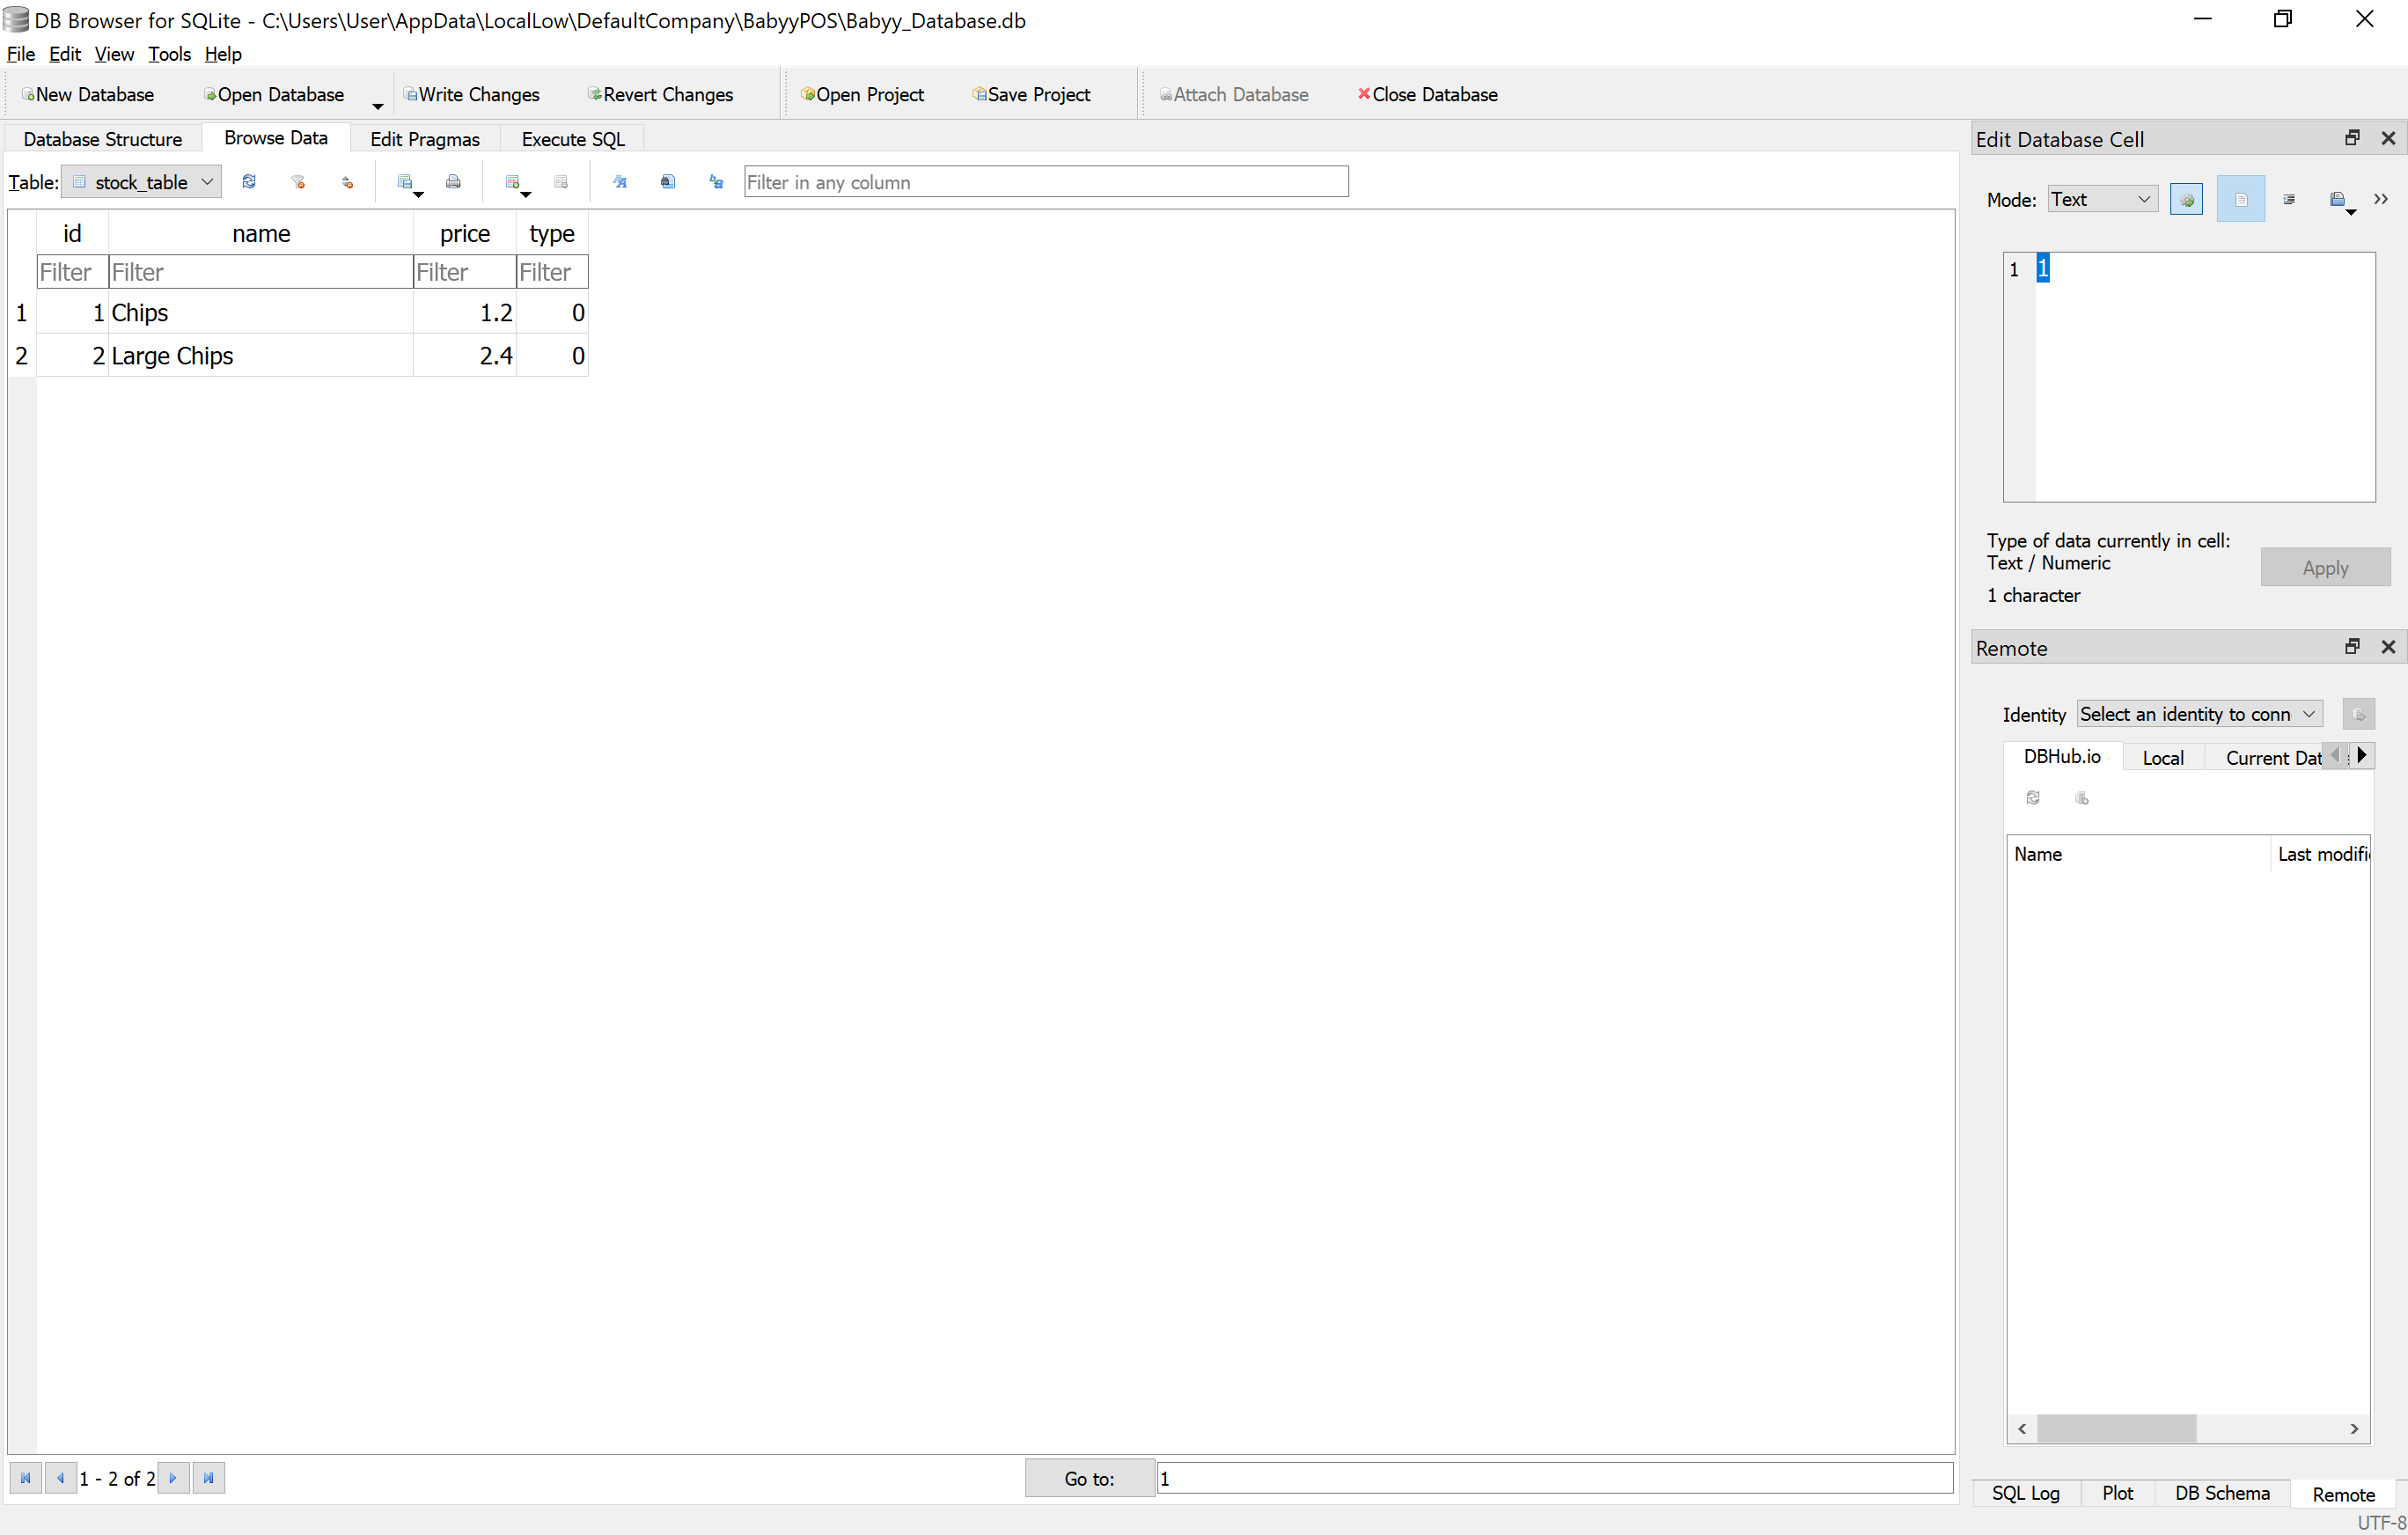 DB Browser for SQLite - C:\Users\User\AppData\LocalLow\DefaultCompany\BabyyPOS\Babyy_Database.db
File Edit View Tools Help
New Database Open Database Write Changes Revert Changes Open Project Save Project Attach Database Close Database
Database Structure Browse Data Edit Pragmas Execute SQL
Table: stock_table Filter in any column
id name price type
Filter Filter Filter Filter
1 1 Chips 1.2 0
2 2 Large Chips 2.4 0
1 - 2 of 2 Go to: 1
Edit Database Cell
Mode: Text
1 1
Type of data currently in cell:
Text / Numeric
Apply
1 character
Remote
Identity Select an identity to conn
DBHub.io Local Current Dat
Name Last modifi
SQL Log Plot DB Schema Remote
UTF-8